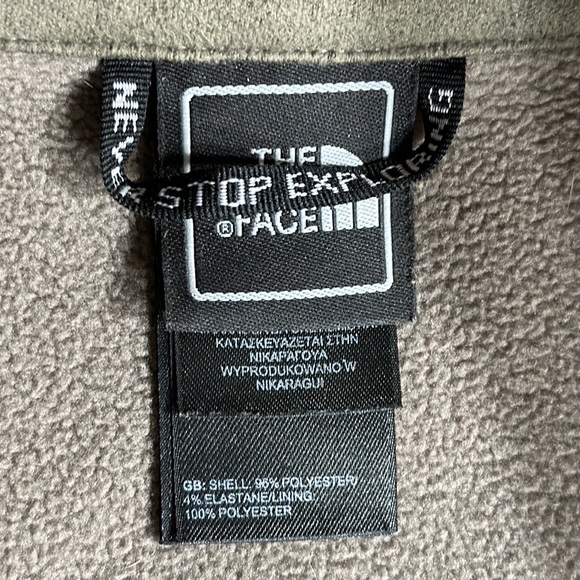 NEVER STOP EXPLORING
THE
®FACE
ΚΑΤΑΣΚΕΥΑΖΕΤΑΙ ΣΤΗΝ
ΝΙΚΑΡΑΓΟΥΑ
WYPRODUKOWANO W
NIKARAGUI
GB: SHELL: 96% POLYESTER/
4% ELASTANE/LINING:
100% POLYESTER